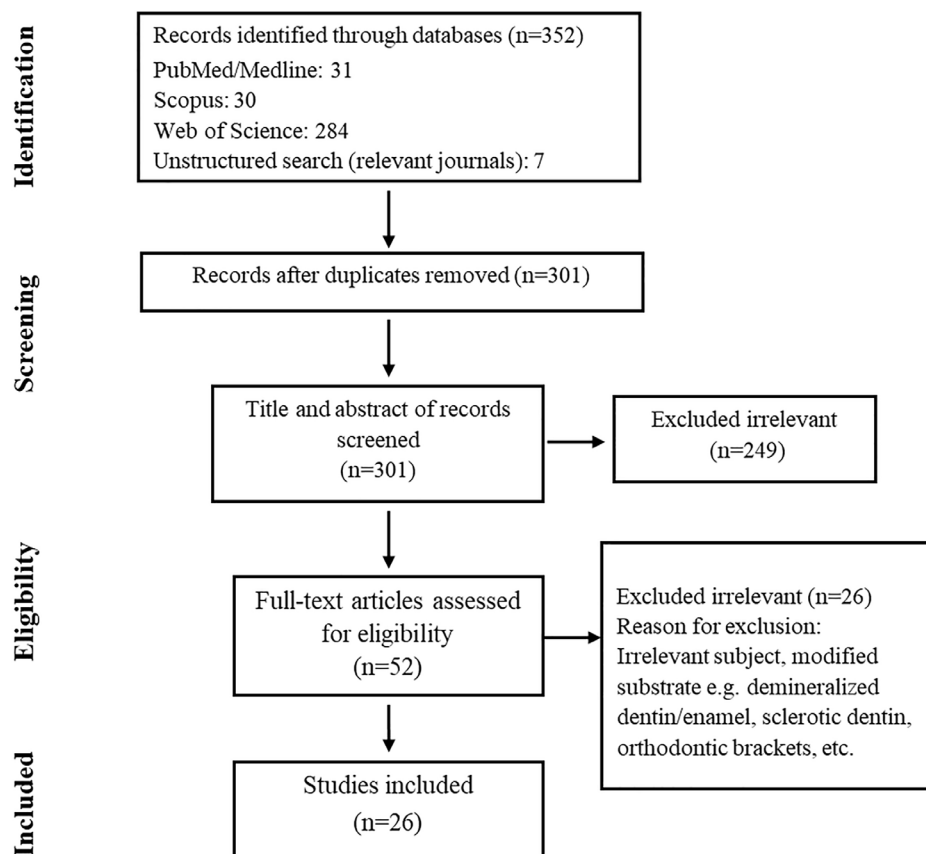 Identification
Records identified through databases (n=352)
PubMed/Medline: 31
Scopus: 30
Web of Science: 284
Unstructured search (relevant journals): 7
Screening
Records after duplicates removed (n=301)
Title and abstract of records
screened
(n=301)
Excluded irrelevant
(n=249)
Eligibility
Full-text articles assessed
for eligibility
(n=52)
Excluded irrelevant (n=26)
Reason for exclusion:
Irrelevant subject, modified
substrate e.g. demineralized
dentin/enamel, sclerotic dentin,
orthodontic brackets, etc.
Included
Studies included
(n=26)